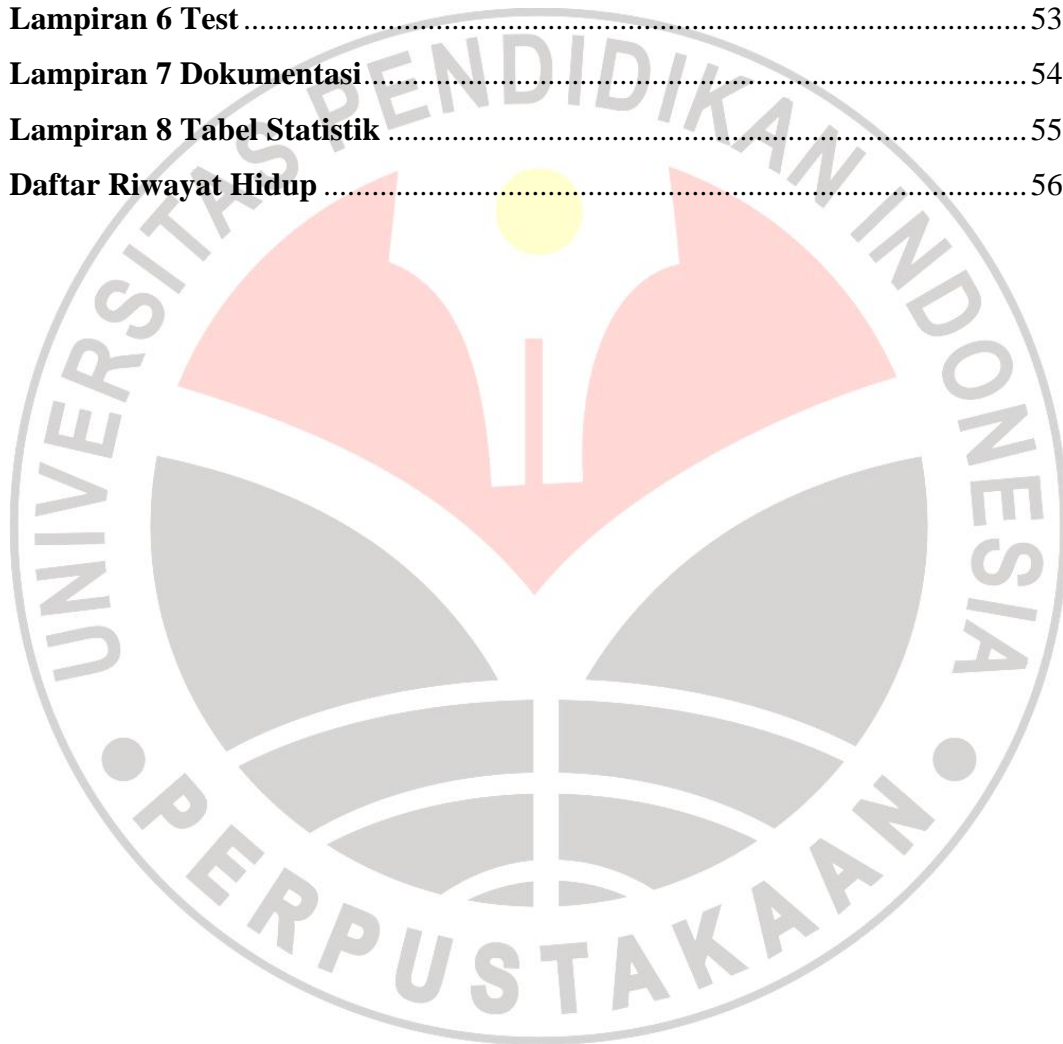 Lampiran 6 Test ........................................................................................................ 53
Lampiran 7 Dokumentasi ........................................................................................ 54
Lampiran 8 Tabel Statistik ..................................................................................... 55
Daftar Riwayat Hidup .............................................................................................. 56
UNIVERSITAS PENDIDIKAN INDONESIA
PERPUSTAKAAN